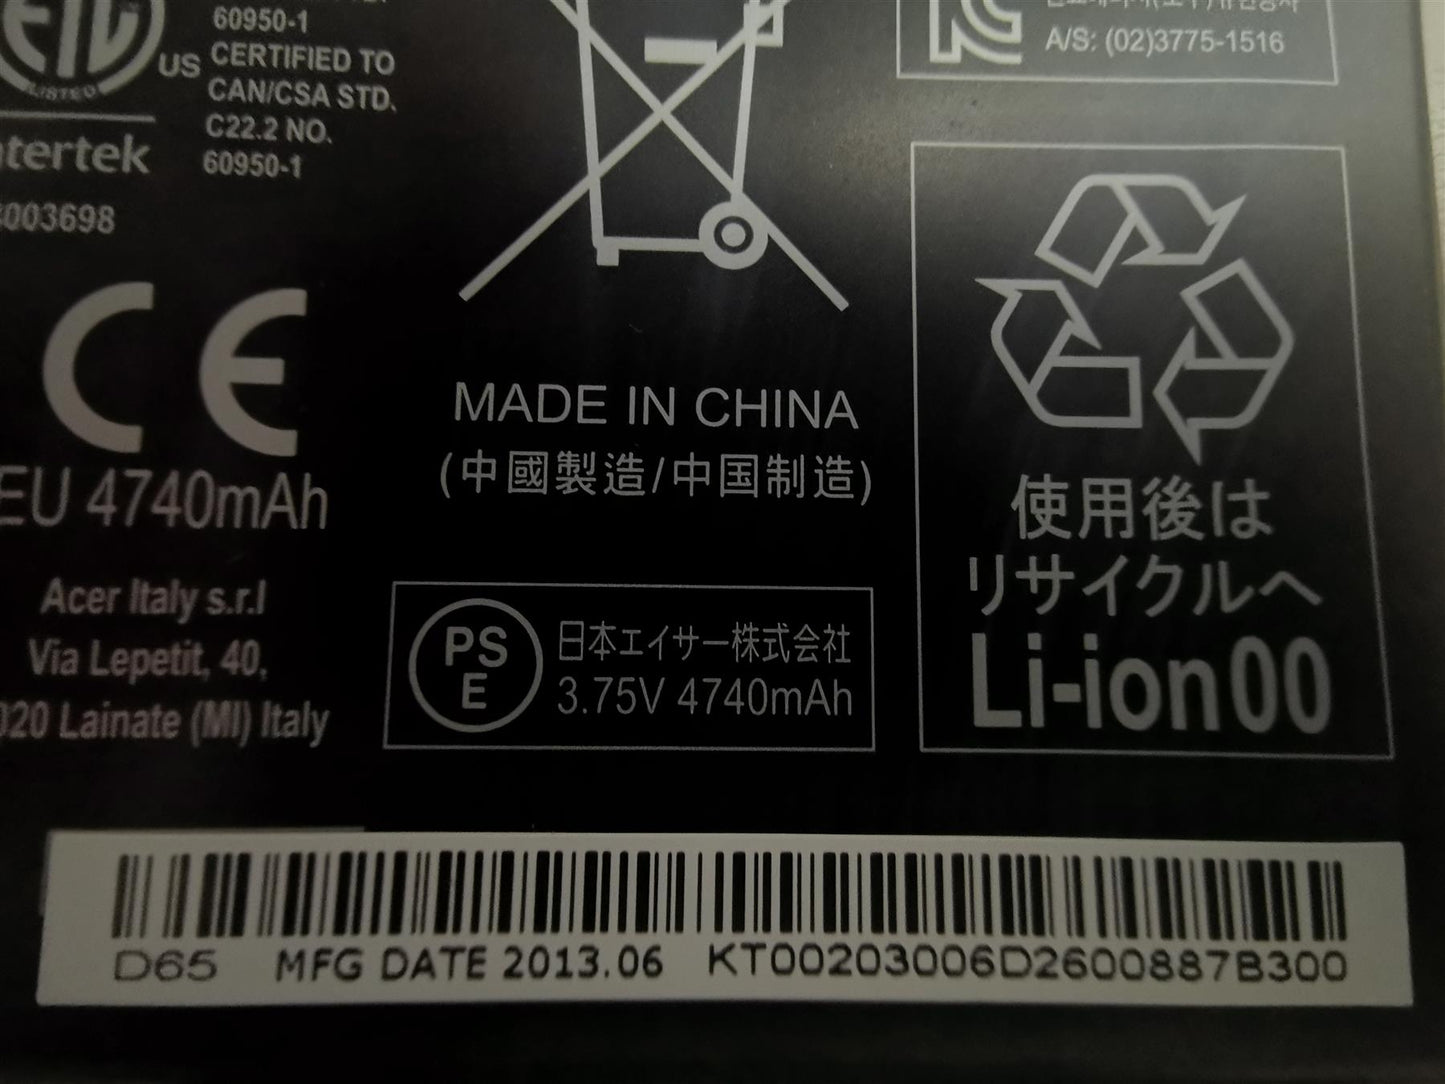 60950-1
US CERTIFIED TO
CAN/CSA STD.
C22.2 NO.
60950-1
LISTED
ntertek
003698
CE
EU 4740mAh
Acer Italy s.r.l
Via Lepetit, 40,
020 Lainate (MI) Italy
MADE IN CHINA
(中國製造/中国制造)
PS
E
日本エイサー株式会社
3.75V 4740mAh
A/S: (02)3775-1516
使用後は
リサイクルへ
Li-ion00
D65 MFG DATE 2013.06 KT00203006D2600887B300